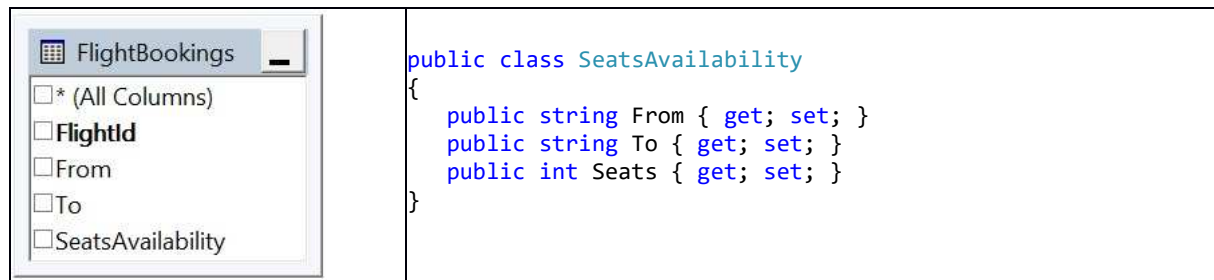 FlightBookings
* (All Columns)
FlightId
From
To
SeatsAvailability
public class SeatsAvailability
{
public string From { get; set; }
public string To { get; set; }
public int Seats { get; set; }
}